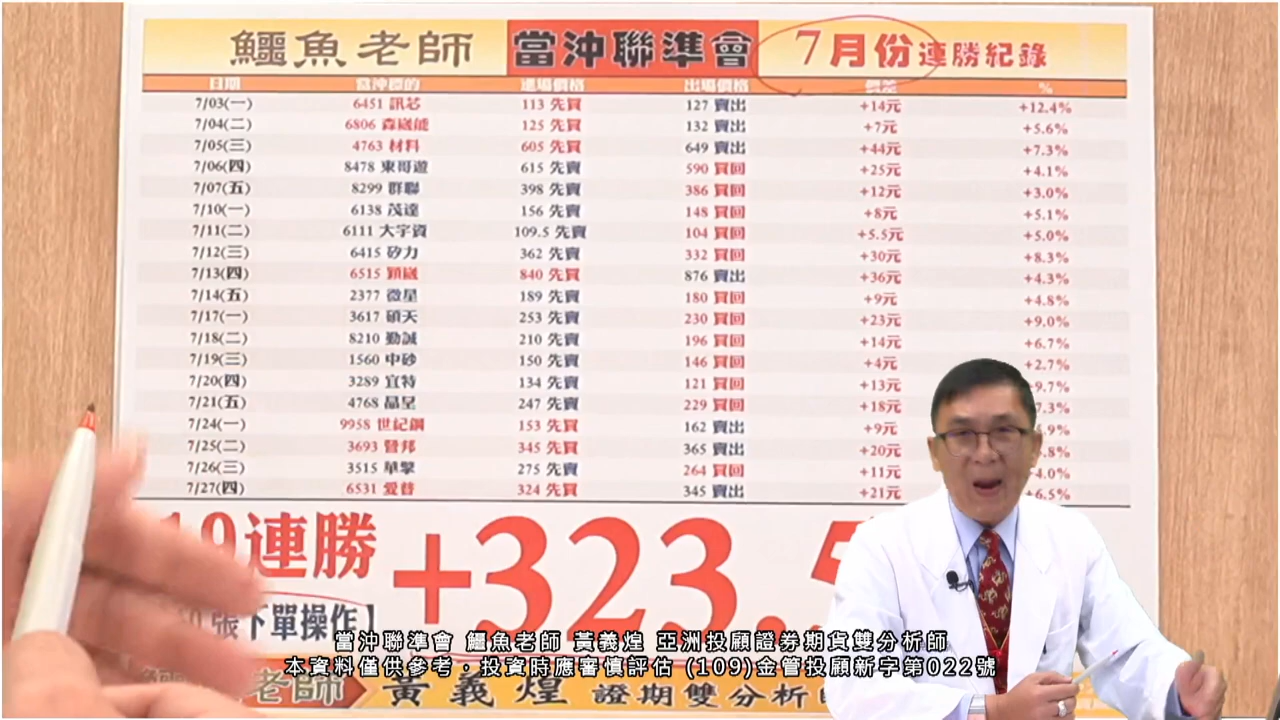 鱷魚老師 當沖聯準會 7月份連勝紀錄
日期 當沖標的 進場價格 出場價格 價差 %
7/03(一) 6451 訊芯 113 先買 127 賣出 +14元 +12.4%
7/04(二) 6806 森崴能 125 先買 132 賣出 +7元 +5.6%
7/05(三) 4763 材料 605 先買 649 賣出 +44元 +7.3%
7/06(四) 8478 東哥遊 615 先賣 590 買回 +25元 +4.1%
7/07(五) 8299 群聯 398 先賣 386 買回 +12元 +3.0%
7/10(一) 6138 茂達 156 先賣 148 買回 +8元 +5.1%
7/11(二) 6111 大宇資 109.5 先賣 104 買回 +5.5元 +5.0%
7/12(三) 6415 矽力 362 先賣 332 買回 +30元 +8.3%
7/13(四) 6515 穎崴 840 先買 876 賣出 +36元 +4.3%
7/14(五) 2377 微星 189 先賣 180 買回 +9元 +4.8%
7/17(一) 3617 碩天 253 先賣 230 買回 +23元 +9.0%
7/18(二) 8210 勤誠 210 先賣 196 買回 +14元 +6.7%
7/19(三) 1560 中砂 150 先賣 146 買回 +4元 +2.7%
7/20(四) 3289 宜特 134 先賣 121 買回 +13元 9.7%
7/21(五) 4768 晶呈 247 先賣 229 買回 +18元 7.3%
7/24(一) 9958 世紀鋼 153 先買 162 賣出 +9元 .9%
7/25(二) 3693 營邦 345 先買 365 賣出 +20元 .8%
7/26(三) 3515 華擎 275 先賣 264 買回 +11元 4.0%
7/27(四) 6531 愛普 324 先買 345 賣出 +21元 +6.5%
19連勝 +323.5
張下單操作】
當沖聯準會 鱷魚老師 黃義煌 亞洲投顧證券期貨雙分析師
本資料僅供參考，投資時應審慎評估 (109)金管投顧新字第022號
老師 黃義煌 證期雙分析師